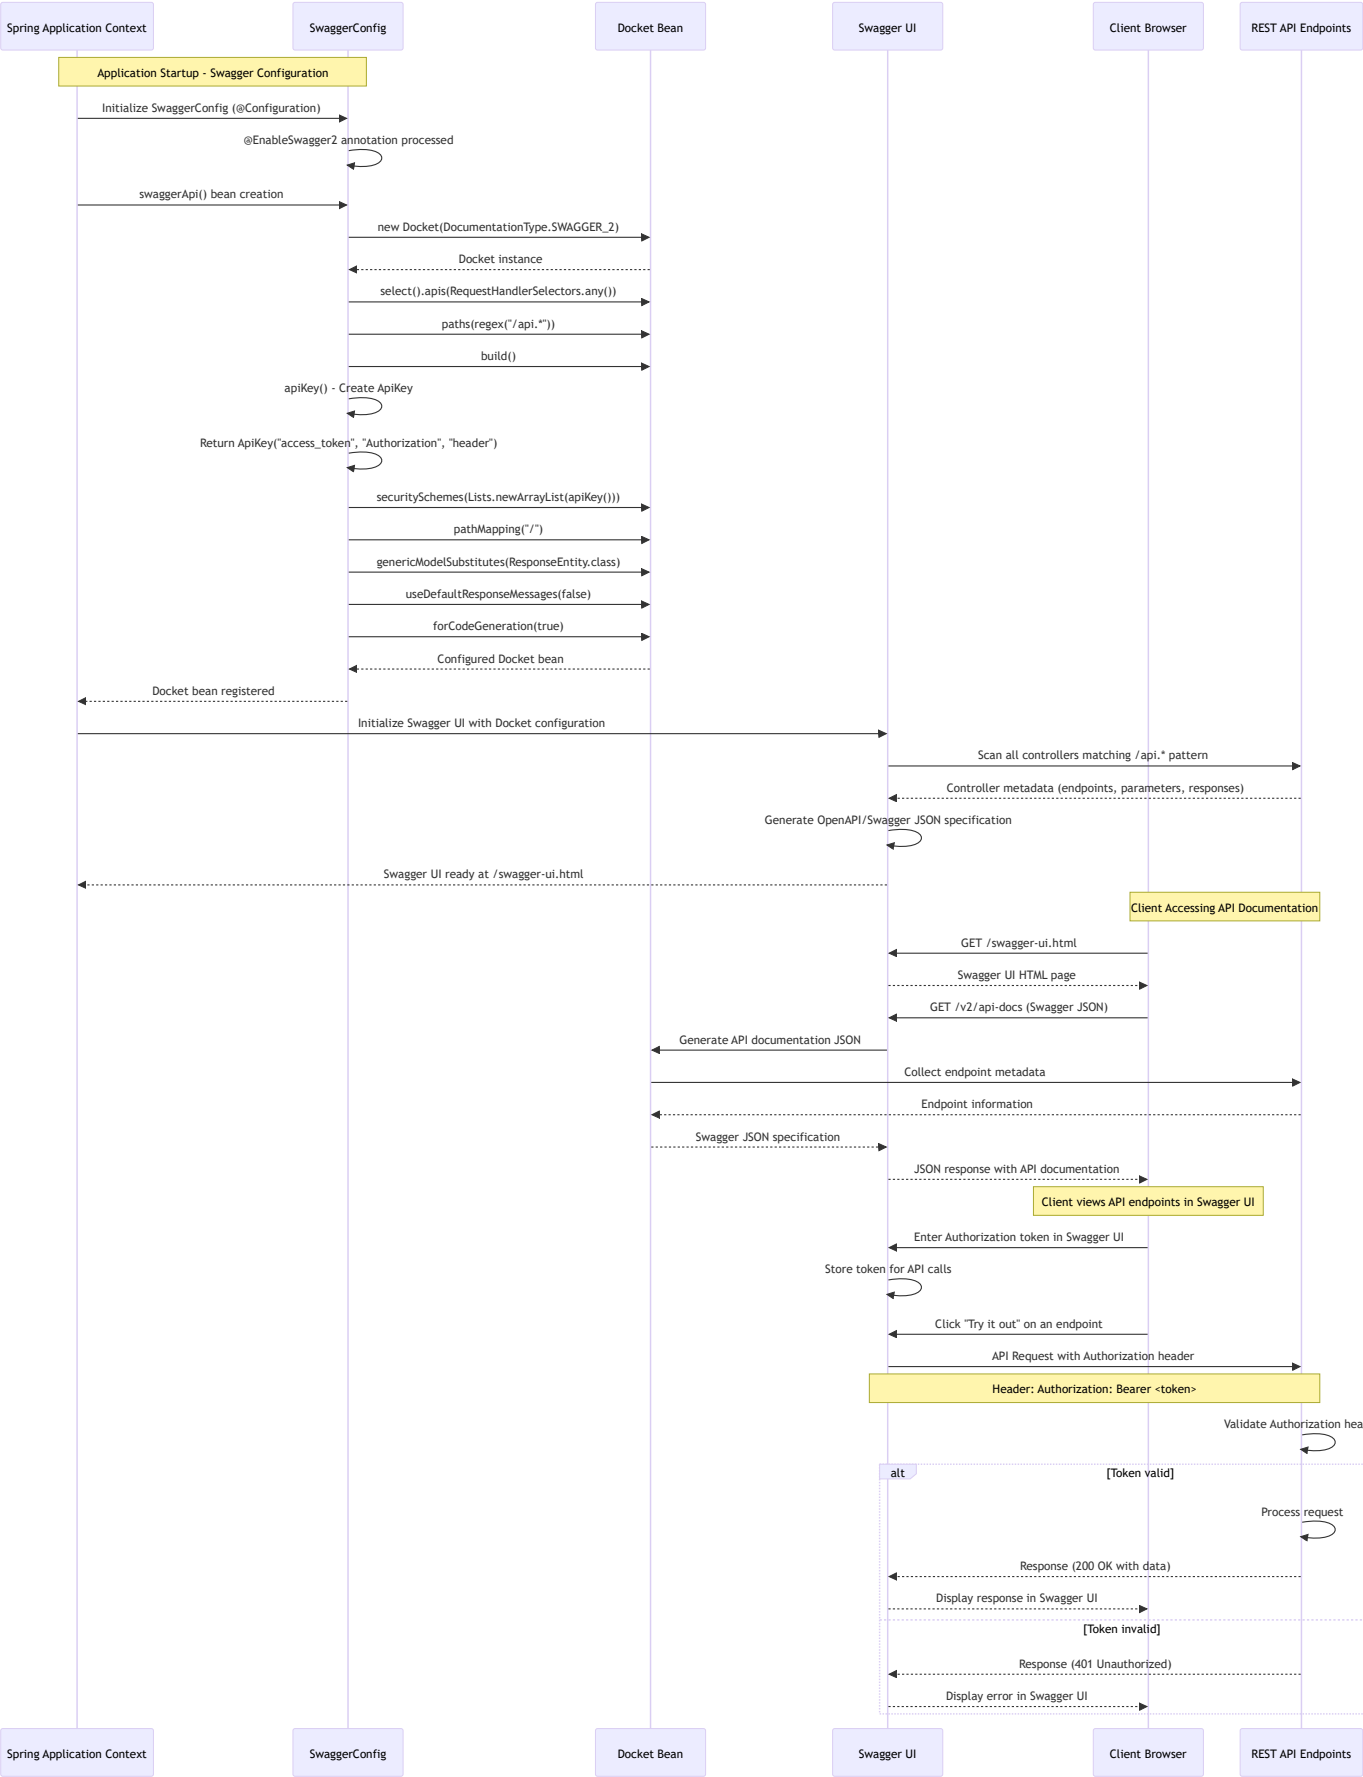 Spring Application Context
SwaggerConfig
Docket Bean
Swagger UI
Client Browser
REST API Endpoints
Application Startup - Swagger Configuration
Initialize SwaggerConfig (@Configuration)
@EnableSwagger2 annotation processed
swaggerApi() bean creation
new Docket(DocumentationType.SWAGGER_2)
Docket instance
select().apis(RequestHandlerSelectors.any())
paths(regex("/api.*"))
build()
apiKey() - Create ApiKey
Return ApiKey("access_token", "Authorization", "header")
securitySchemes(Lists.newArrayList(apiKey()))
pathMapping("/")
genericModelSubstitutes(ResponseEntity.class)
useDefaultResponseMessages(false)
forCodeGeneration(true)
Configured Docket bean
Docket bean registered
Initialize Swagger UI with Docket configuration
Scan all controllers matching /api.* pattern
Controller metadata (endpoints, parameters, responses)
Generate OpenAPI/Swagger JSON specification
Swagger UI ready at /swagger-ui.html
Client Accessing API Documentation
GET /swagger-ui.html
Swagger UI HTML page
GET /v2/api-docs (Swagger JSON)
Generate API documentation JSON
Collect endpoint metadata
Endpoint information
Swagger JSON specification
JSON response with API documentation
Client views API endpoints in Swagger UI
Enter Authorization token in Swagger UI
Store token for API calls
Click "Try it out" on an endpoint
API Request with Authorization header
Header: Authorization: Bearer <token>
Validate Authorization hea
alt
[Token valid]
Process request
Response (200 OK with data)
Display response in Swagger UI
[Token invalid]
Response (401 Unauthorized)
Display error in Swagger UI
Spring Application Context
SwaggerConfig
Docket Bean
Swagger UI
Client Browser
REST API Endpoints